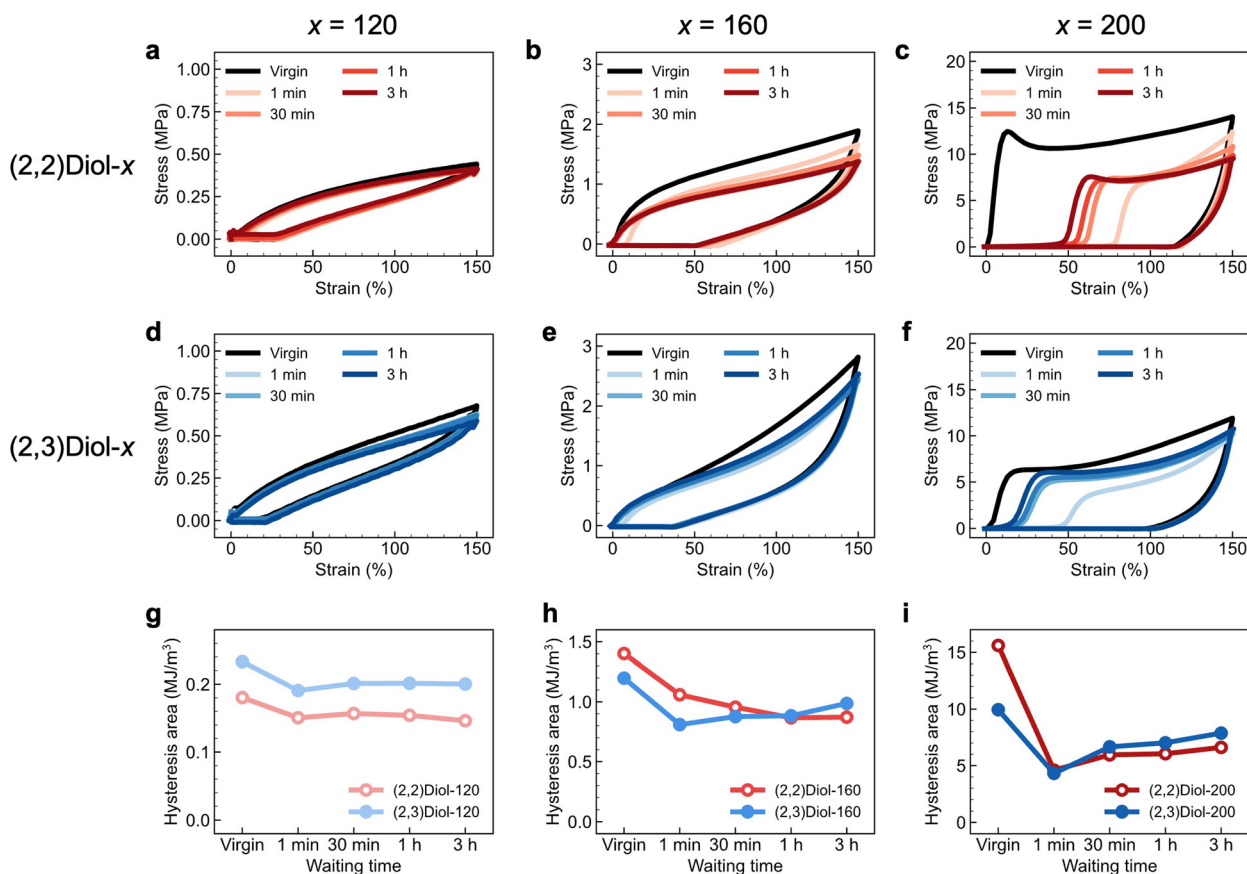 x = 120
x = 160
x = 200
(2,2)Diol-x
a
Stress (MPa)
1.00
0.75
0.50
0.25
0.00
Virgin
1 min
30 min
1 h
3 h
0 50 100 150
Strain (%)
b
Stress (MPa)
3
2
1
0
Virgin
1 min
30 min
1 h
3 h
0 50 100 150
Strain (%)
c
Stress (MPa)
20
15
10
5
0
Virgin
1 min
30 min
1 h
3 h
0 50 100 150
Strain (%)
(2,3)Diol-x
d
Stress (MPa)
1.00
0.75
0.50
0.25
0.00
Virgin
1 min
30 min
1 h
3 h
0 50 100 150
Strain (%)
e
Stress (MPa)
3
2
1
0
Virgin
1 min
30 min
1 h
3 h
0 50 100 150
Strain (%)
f
Stress (MPa)
20
15
10
5
0
Virgin
1 min
30 min
1 h
3 h
0 50 100 150
Strain (%)
g
Hysteresis area (MJ/m³)
0.2
0.1
0.0
(2,2)Diol-120
(2,3)Diol-120
Virgin 1 min 30 min 1 h 3 h
Waiting time
h
Hysteresis area (MJ/m³)
1.5
1.0
0.5
0.0
(2,2)Diol-160
(2,3)Diol-160
Virgin 1 min 30 min 1 h 3 h
Waiting time
i
Hysteresis area (MJ/m³)
15
10
5
0
(2,2)Diol-200
(2,3)Diol-200
Virgin 1 min 30 min 1 h 3 h
Waiting time